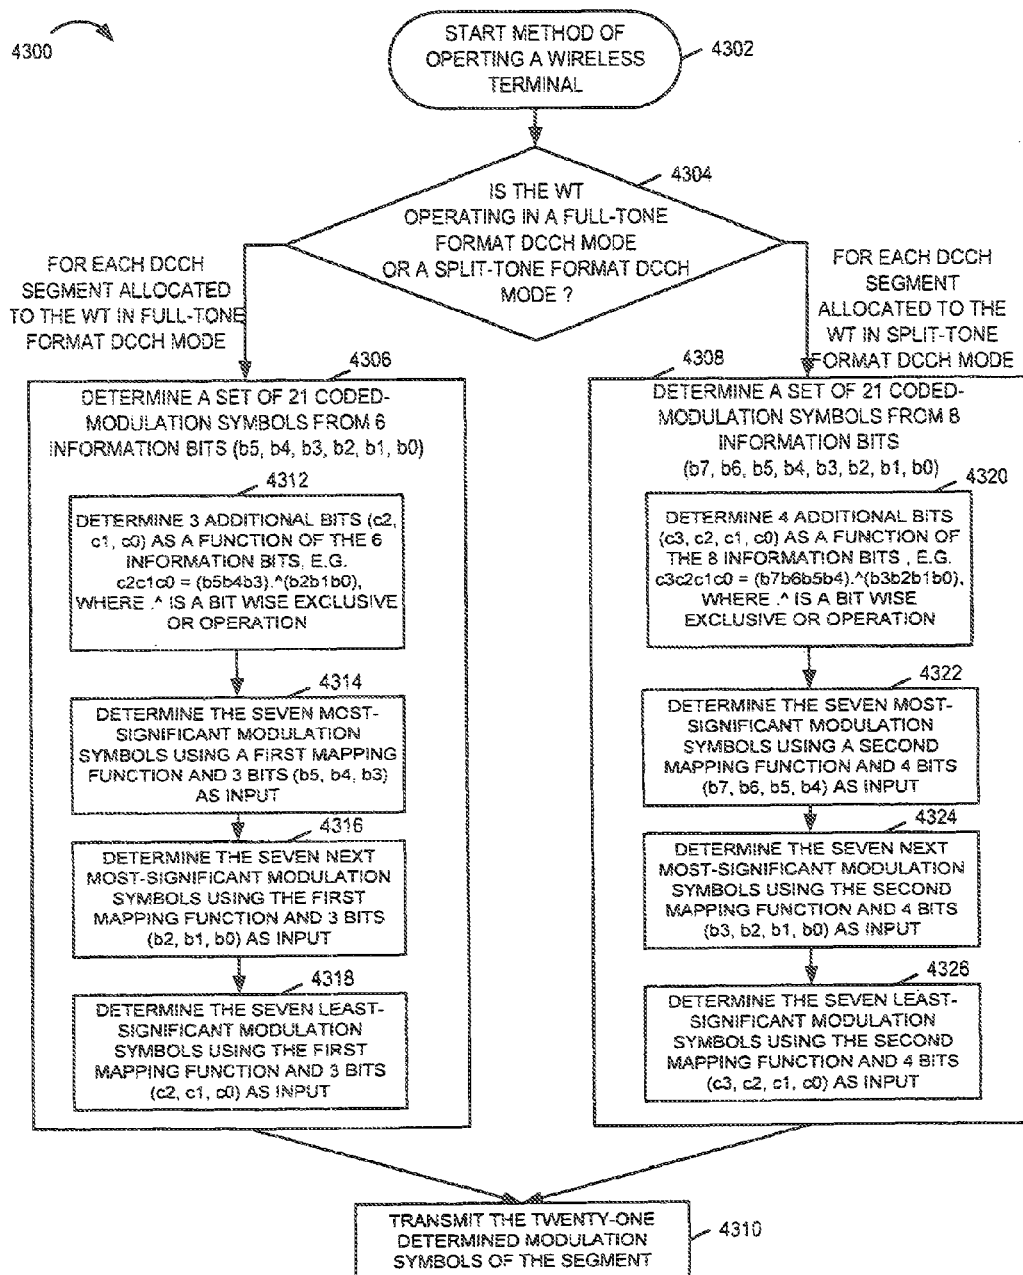 4300
START METHOD OF
OPERTING A WIRELESS
TERMINAL
4302
4304
IS THE WT
OPERATING IN A FULL-TONE
FORMAT DCCH MODE
OR A SPLIT-TONE FORMAT DCCH
MODE ?
FOR EACH DCCH
SEGMENT ALLOCATED
TO THE WT IN FULL-TONE
FORMAT DCCH MODE
FOR EACH DCCH
SEGMENT
ALLOCATED TO THE
WT IN SPLIT-TONE
FORMAT DCCH MODE
4306
DETERMINE A SET OF 21 CODED-
MODULATION SYMBOLS FROM 6
INFORMATION BITS (b5, b4, b3, b2, b1, b0)
4312
DETERMINE 3 ADDITIONAL BITS (c2,
c1, c0) AS A FUNCTION OF THE 6
INFORMATION BITS, E.G.
c2c1c0 = (b5b4b3).^(b2b1b0),
WHERE .^ IS A BIT WISE EXCLUSIVE
OR OPERATION
4314
DETERMINE THE SEVEN MOST-
SIGNIFICANT MODULATION
SYMBOLS USING A FIRST MAPPING
FUNCTION AND 3 BITS (b5, b4, b3)
AS INPUT
4316
DETERMINE THE SEVEN NEXT
MOST-SIGNIFICANT MODULATION
SYMBOLS USING THE FIRST
MAPPING FUNCTION AND 3 BITS
(b2, b1, b0) AS INPUT
4318
DETERMINE THE SEVEN LEAST-
SIGNIFICANT MODULATION
SYMBOLS USING THE FIRST
MAPPING FUNCTION AND 3 BITS
(c2, c1, c0) AS INPUT
4308
DETERMINE A SET OF 21 CODED-
MODULATION SYMBOLS FROM 8
INFORMATION BITS
(b7, b6, b5, b4, b3, b2, b1, b0)
4320
DETERMINE 4 ADDITIONAL BITS
(c3, c2, c1, c0) AS A FUNCTION OF
THE 8 INFORMATION BITS , E.G.
c3c2c1c0 = (b7b6b5b4).^(b3b2b1b0),
WHERE .^ IS A BIT WISE
EXCLUSIVE OR OPERATION
4322
DETERMINE THE SEVEN MOST-
SIGNIFICANT MODULATION
SYMBOLS USING A SECOND
MAPPING FUNCTION AND 4 BITS
(b7, b6, b5, b4) AS INPUT
4324
DETERMINE THE SEVEN NEXT
MOST-SIGNIFICANT MODULATION
SYMBOLS USING THE SECOND
MAPPING FUNCTION AND 4 BITS
(b3, b2, b1, b0) AS INPUT
4326
DETERMINE THE SEVEN LEAST-
SIGNIFICANT MODULATION
SYMBOLS USING THE SECOND
MAPPING FUNCTION AND 4 BITS
(c3, c2, c1, c0) AS INPUT
TRANSMIT THE TWENTY-ONE
DETERMINED MODULATION
SYMBOLS OF THE SEGMENT
4310